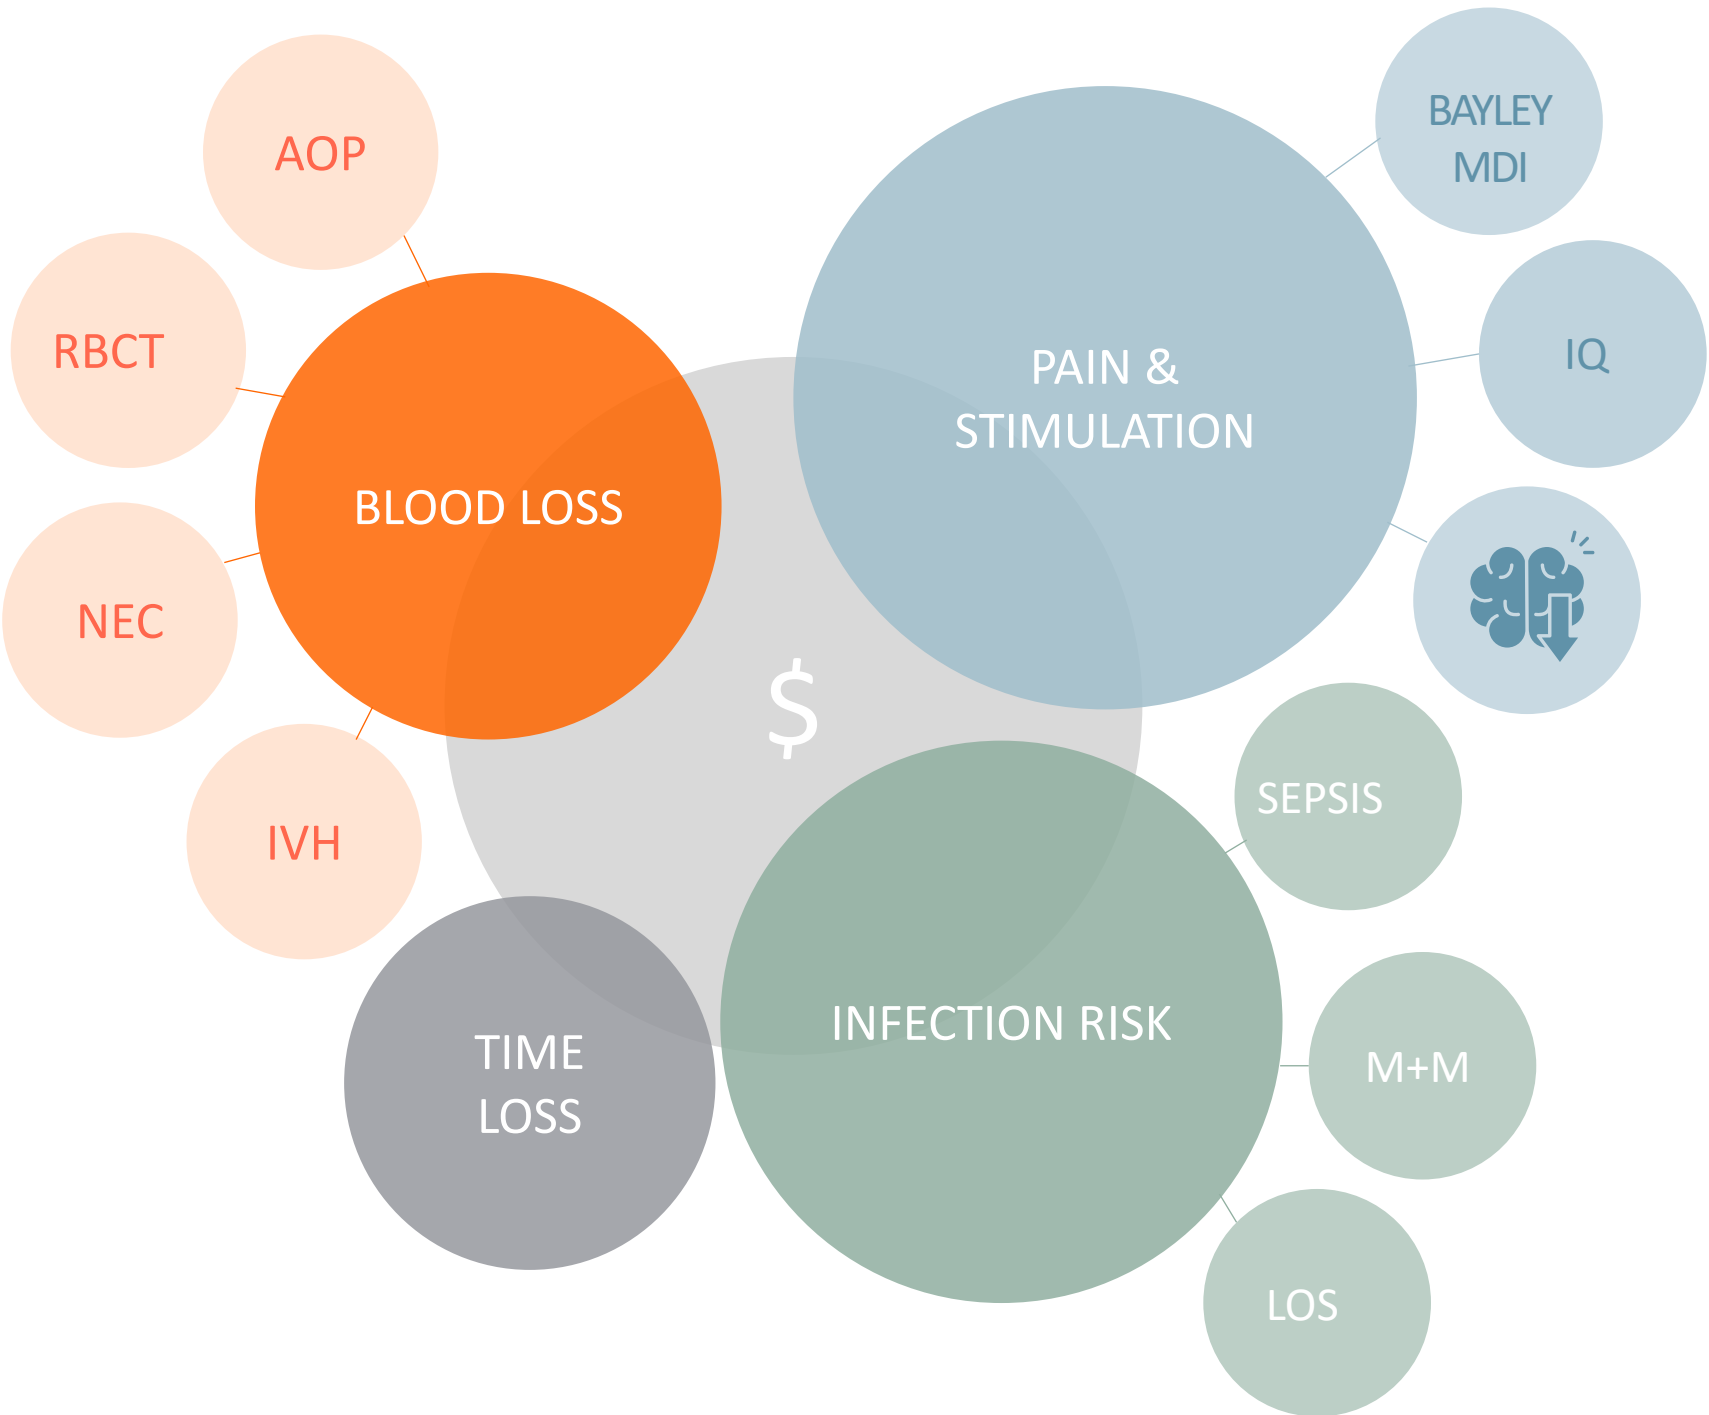 AOP
RBCT
BLOOD LOSS
NEC
IVH
PAIN &
STIMULATION
BAYLEY
MDI
IQ
$
TIME
LOSS
INFECTION RISK
SEPSIS
M+M
LOS